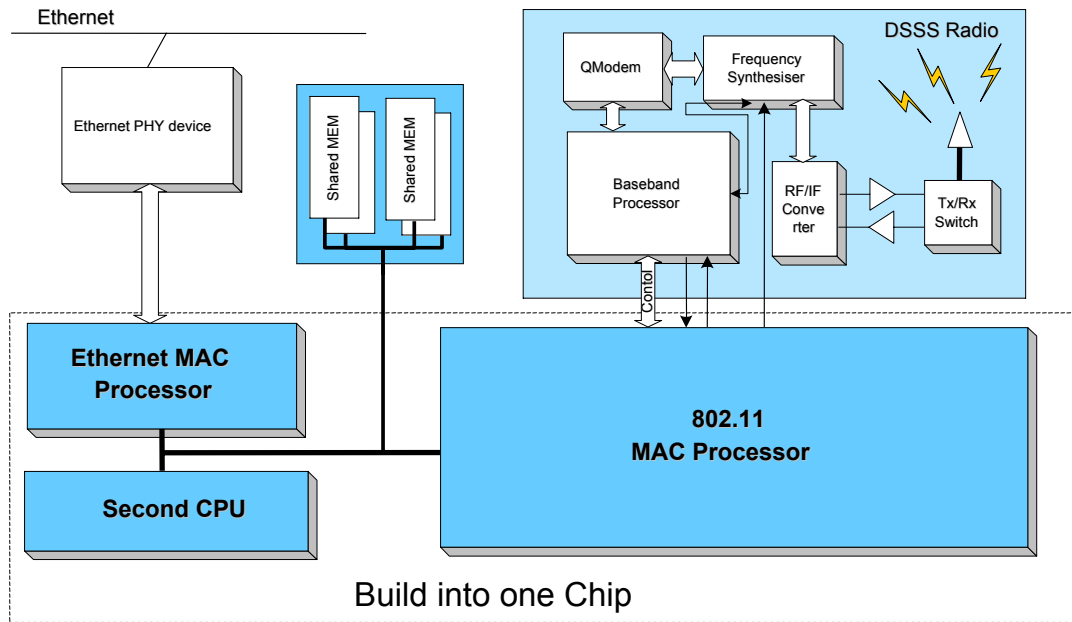 Ethernet
DSSS Radio
Ethernet PHY device
Shared MEM
Shared MEM
QModem
Frequency
Synthesiser
Baseband
Processor
RF/IF
Conve
rter
Tx/Rx
Switch
Contol
Ethernet MAC
Processor
802.11
MAC Processor
Second CPU
Build into one Chip